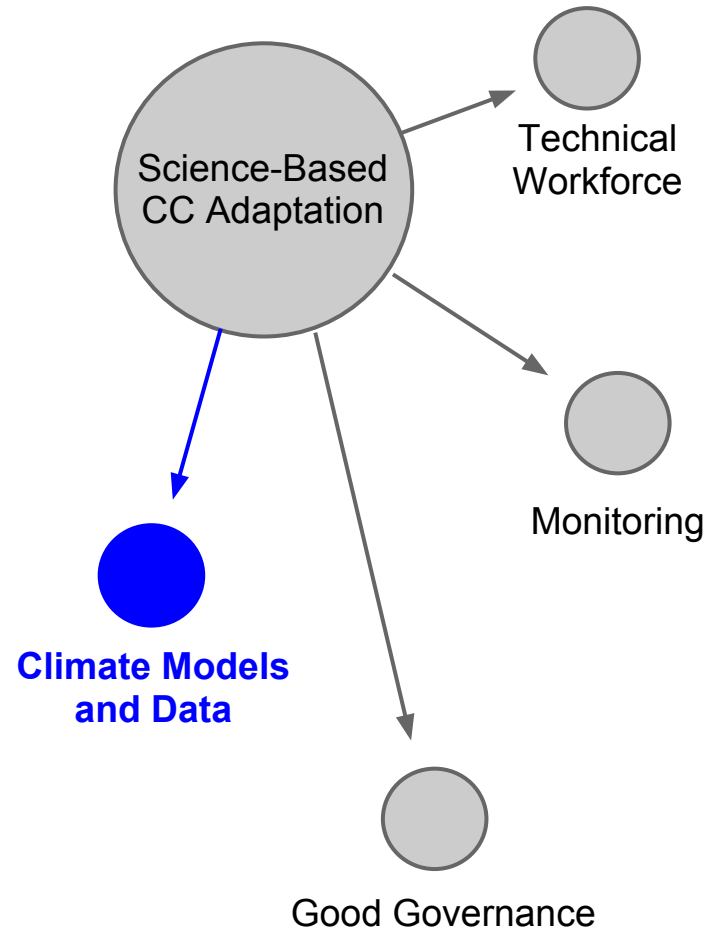 Science-Based
CC Adaptation
Technical
Workforce
Monitoring
Climate Models
and Data
Good Governance